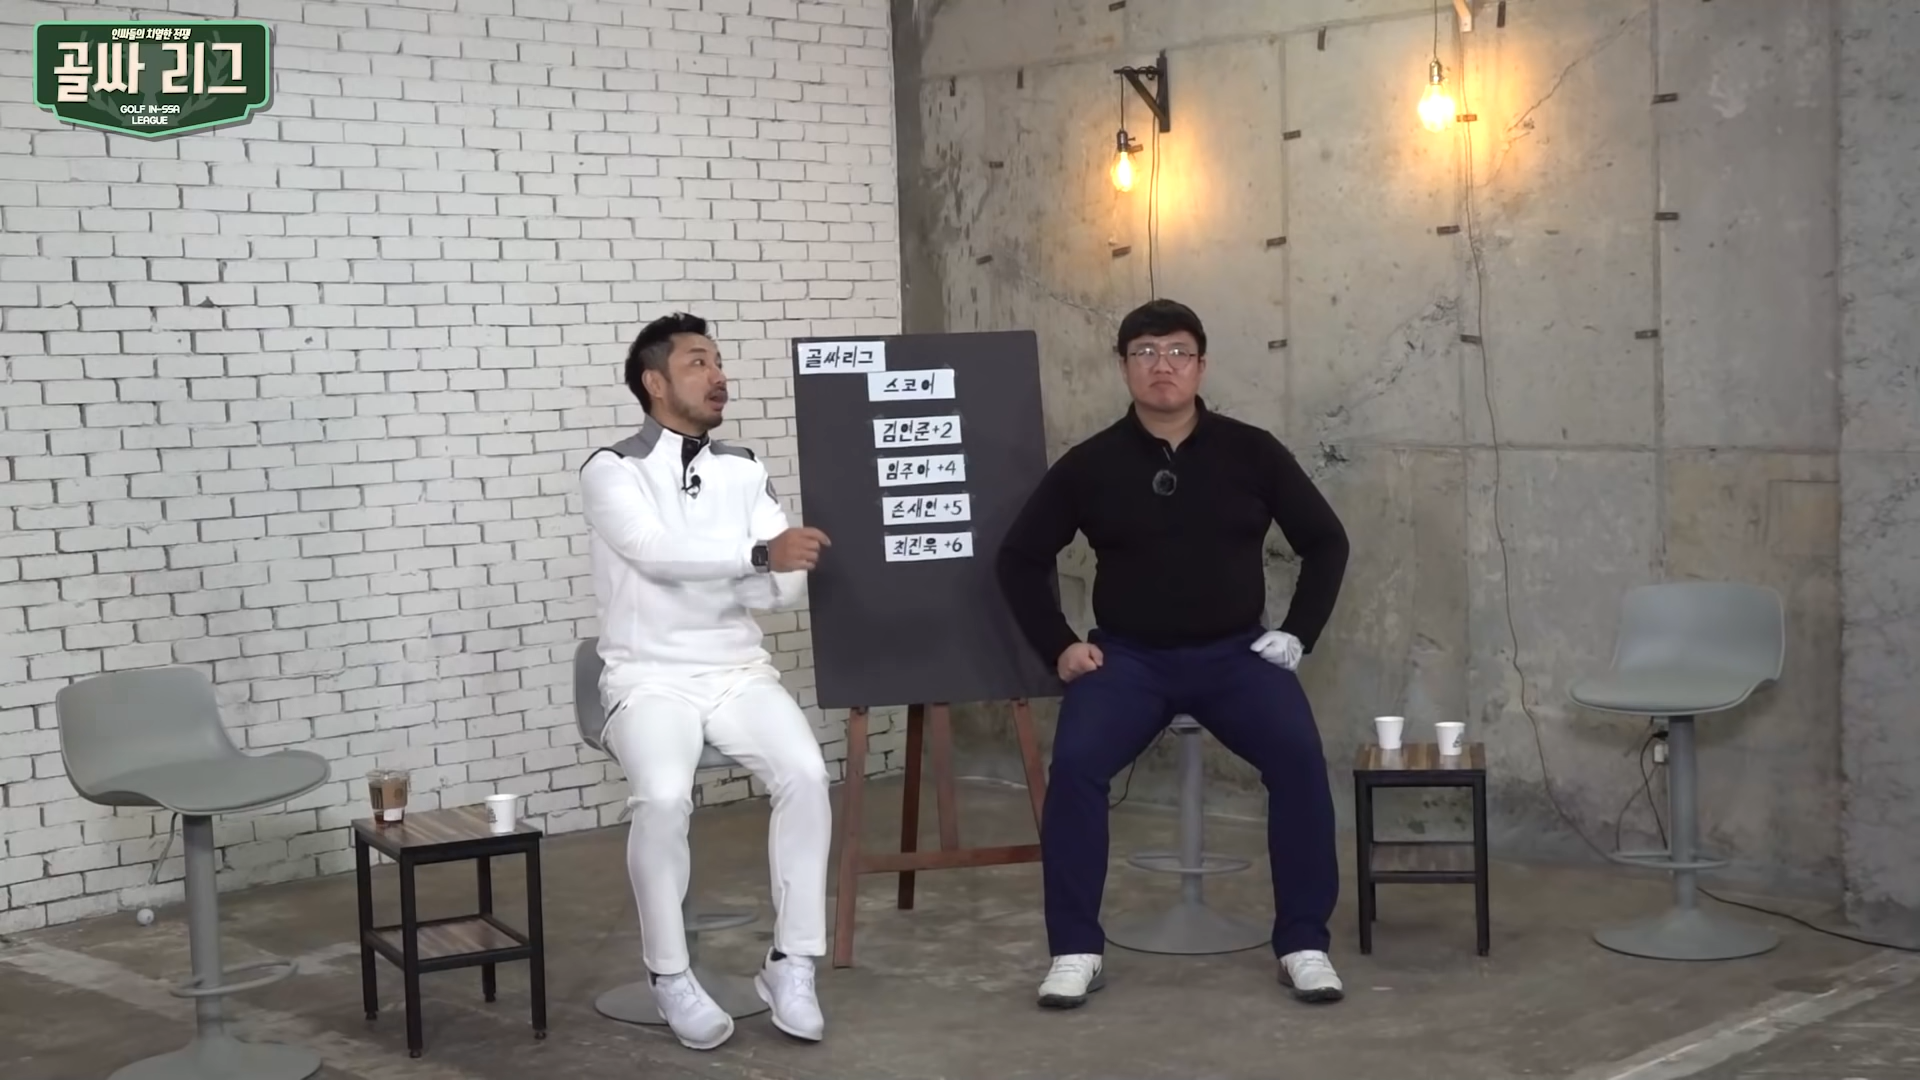 인싸들의 치열한 전쟁
골싸 리그
GOLF IN-SSA
LEAGUE
골싸리그
스코어
김인준+2
임주아 +4
손새인 +5
최진욱 +6